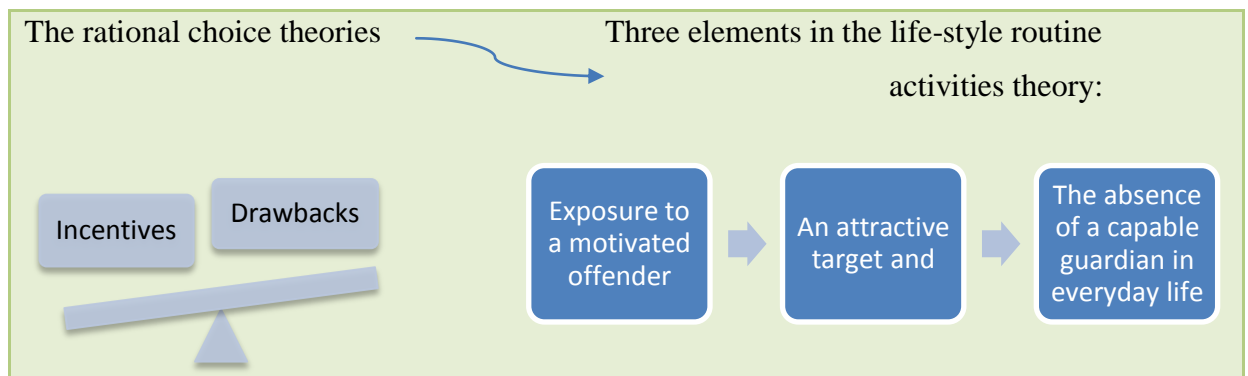 The rational choice theories
Three elements in the life-style routine
activities theory:
Incentives
Drawbacks
Exposure to
a motivated
offender
An attractive
target and
The absence
of a capable
guardian in
everyday life